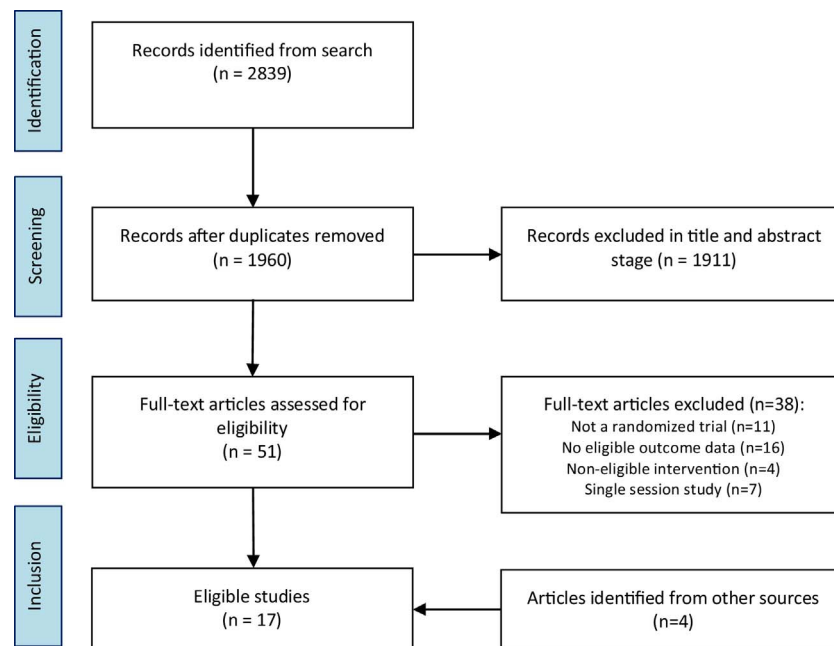 Identification
Records identified from search
(n = 2839)
Screening
Records after duplicates removed
(n = 1960)
Records excluded in title and abstract
stage (n = 1911)
Eligibility
Full-text articles assessed for
eligibility
(n = 51)
Full-text articles excluded (n=38):
Not a randomized trial (n=11)
No eligible outcome data (n=16)
Non-eligible intervention (n=4)
Single session study (n=7)
Inclusion
Eligible studies
(n = 17)
Articles identified from other sources
(n=4)